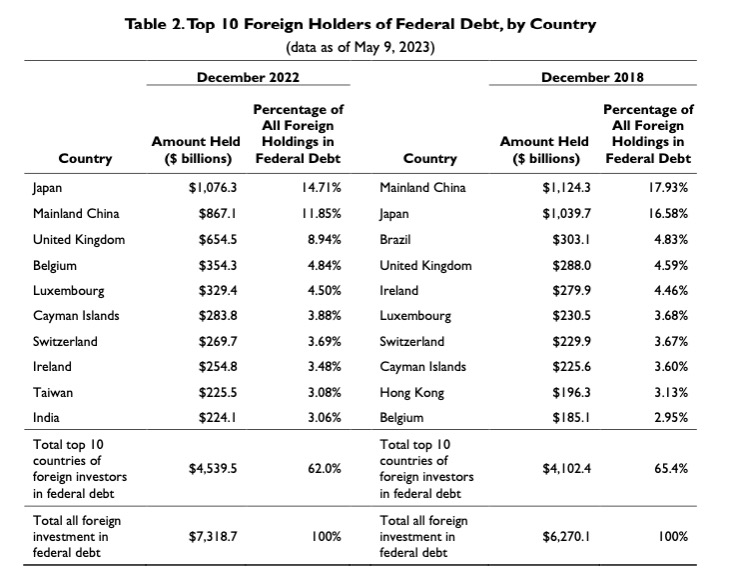 Table 2. Top 10 Foreign Holders of Federal Debt, by Country
(data as of May 9, 2023)
December 2022 December 2018
Percentage of Percentage of
All Foreign All Foreign
Amount Held Holdings in Amount Held Holdings in
Country ($ billions) Federal Debt Country ($ billions) Federal Debt
Japan $1,076.3 14.71% Mainland China $1,124.3 17.93%
Mainland China $867.1 11.85% Japan $1,039.7 16.58%
United Kingdom $654.5 8.94% Brazil $303.1 4.83%
Belgium $354.3 4.84% United Kingdom $288.0 4.59%
Luxembourg $329.4 4.50% Ireland $279.9 4.46%
Cayman Islands $283.8 3.88% Luxembourg $230.5 3.68%
Switzerland $269.7 3.69% Switzerland $229.9 3.67%
Ireland $254.8 3.48% Cayman Islands $225.6 3.60%
Taiwan $225.5 3.08% Hong Kong $196.3 3.13%
India $224.1 3.06% Belgium $185.1 2.95%
Total top 10 Total top 10
countries of countries of
foreign investors $4,539.5 62.0% foreign investors $4,102.4 65.4%
in federal debt in federal debt
Total all foreign Total all foreign
investment in $7,318.7 100% investment in $6,270.1 100%
federal debt federal debt